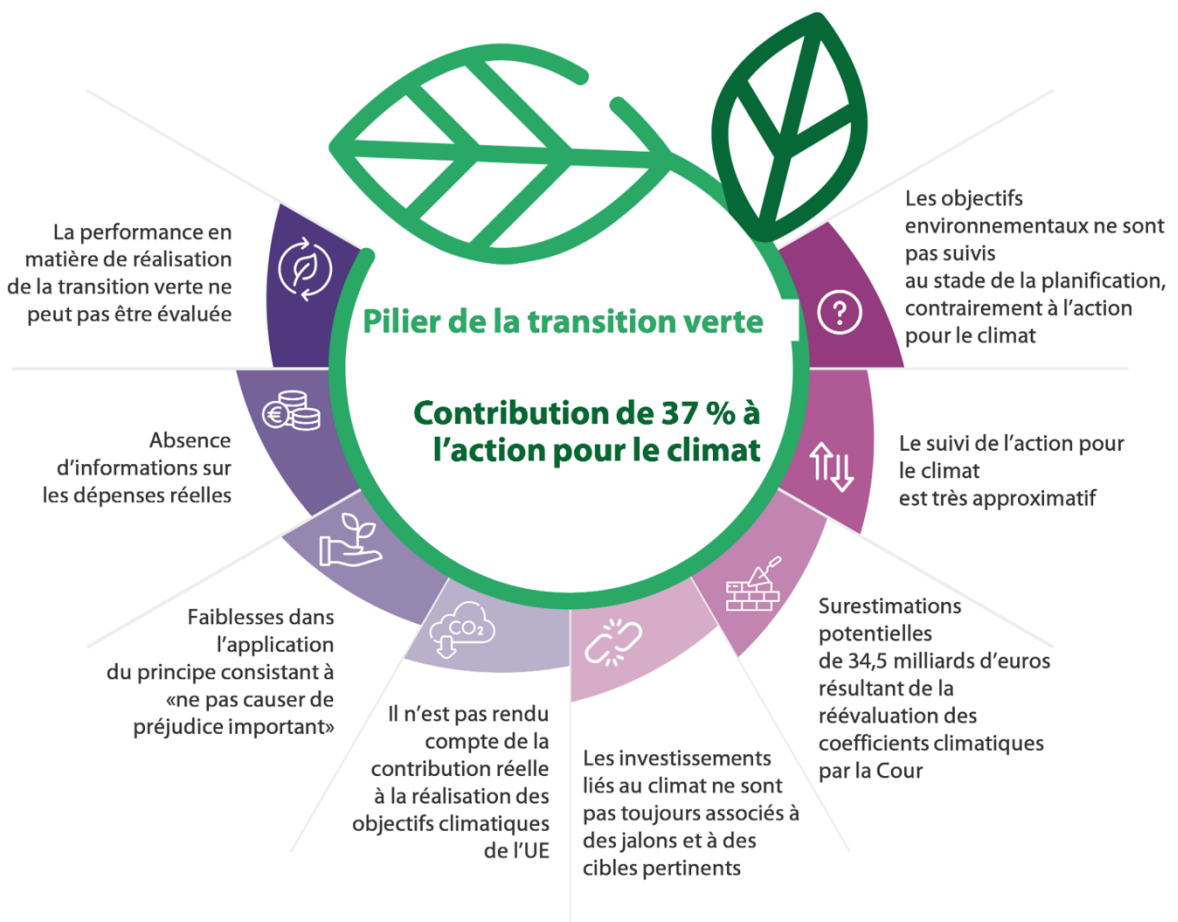 Pilier de la transition verte
Contribution de 37 % à
l’action pour le climat
Les objectifs
environnementaux ne sont
pas suivis
au stade de la planification,
contrairement à l’action
pour le climat
Le suivi de l’action pour
le climat
est très approximatif
Surestimations
potentielles
de 34,5 milliards d’euros
résultant de la
réévaluation des
coefficients climatiques
par la Cour
Les investissements
liés au climat ne sont
pas toujours associés à
des jalons et à des
cibles pertinents
CO2
Il n’est pas rendu
compte de la
contribution réelle
à la réalisation des
objectifs climatiques
de l’UE
Faiblesses dans
l’application
du principe consistant à
«ne pas causer de
préjudice important»
Absence
d’informations sur
les dépenses réelles
La performance en
matière de réalisation
de la transition verte ne
peut pas être évaluée